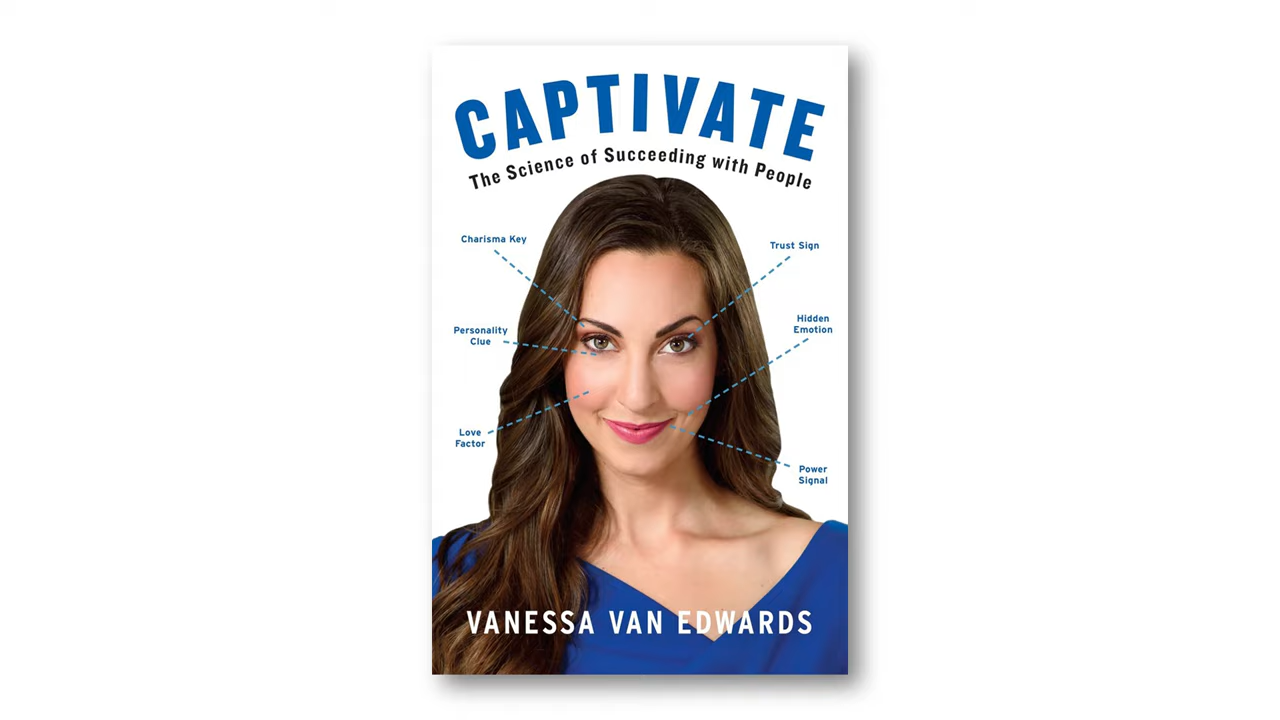 CAPTIVATE
The Science of Succeeding with People
Charisma Key
Trust Sign
Personality
Clue
Hidden
Emotion
Love
Factor
Power
Signal
VANESSA VAN EDWARDS